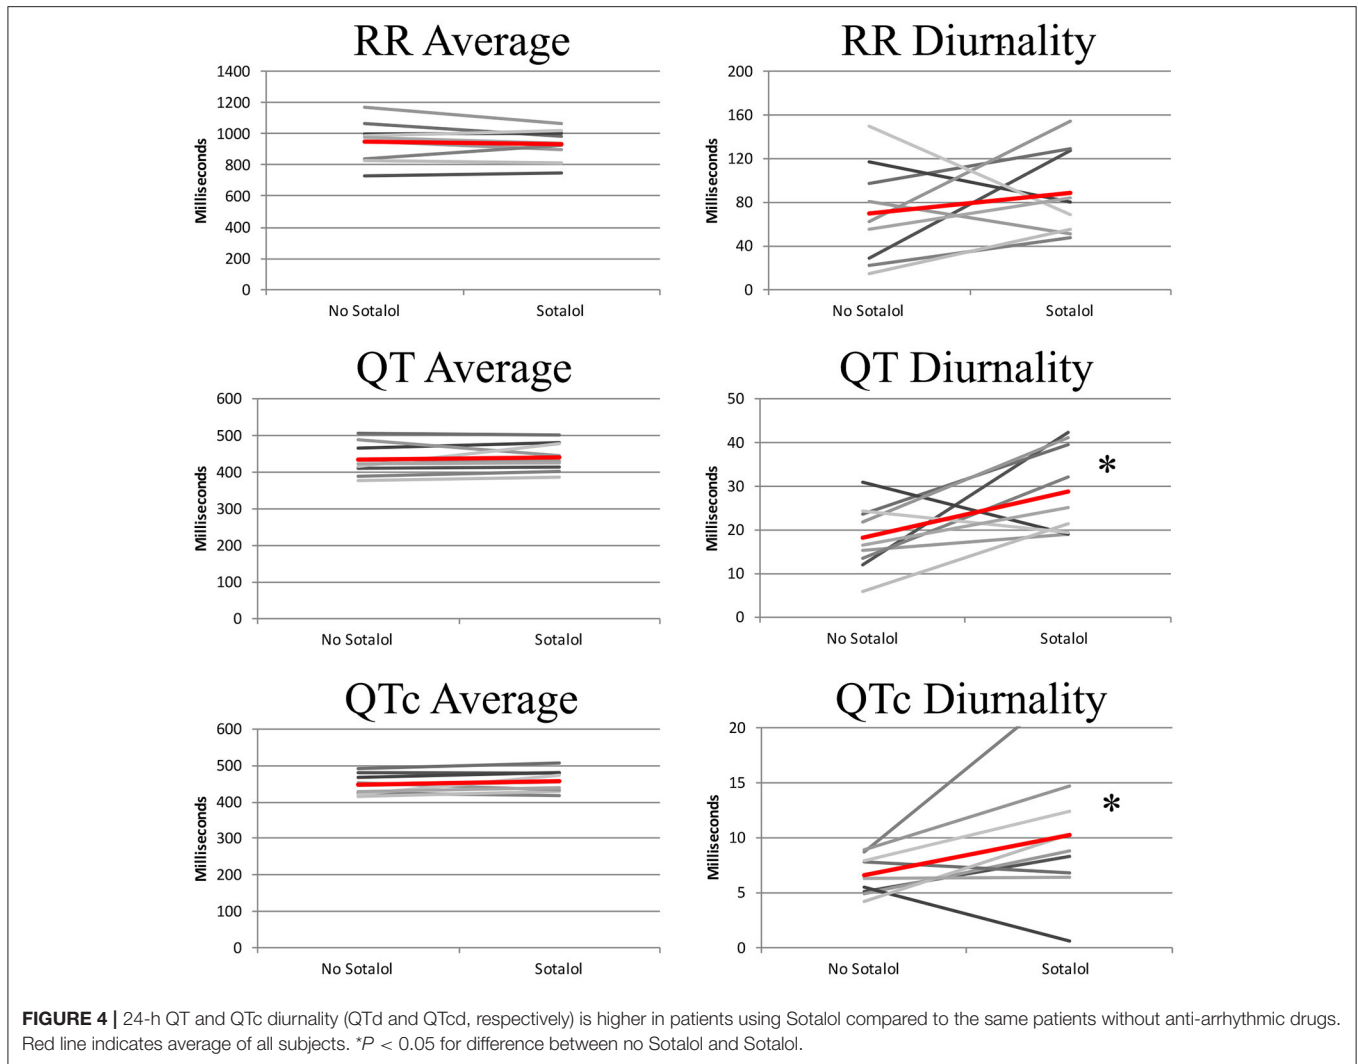 RR Average
1400
1200
1000
800
600
400
200
0
Milliseconds
No Sotalol Sotalol
RR Diurnality
200
160
120
80
40
0
Milliseconds
No Sotalol Sotalol
QT Average
600
500
400
300
200
100
0
Milliseconds
No Sotalol Sotalol
QT Diurnality
50
40
30
20
10
0
Milliseconds
*
No Sotalol Sotalol
QTc Average
600
500
400
300
200
100
0
Milliseconds
No Sotalol Sotalol
QTc Diurnality
20
15
10
5
0
Milliseconds
*
No Sotalol Sotalol
FIGURE 4 | 24-h QT and QTc diurnality (QTd and QTcd, respectively) is higher in patients using Sotalol compared to the same patients without anti-arrhythmic drugs.
Red line indicates average of all subjects. *P < 0.05 for difference between no Sotalol and Sotalol.